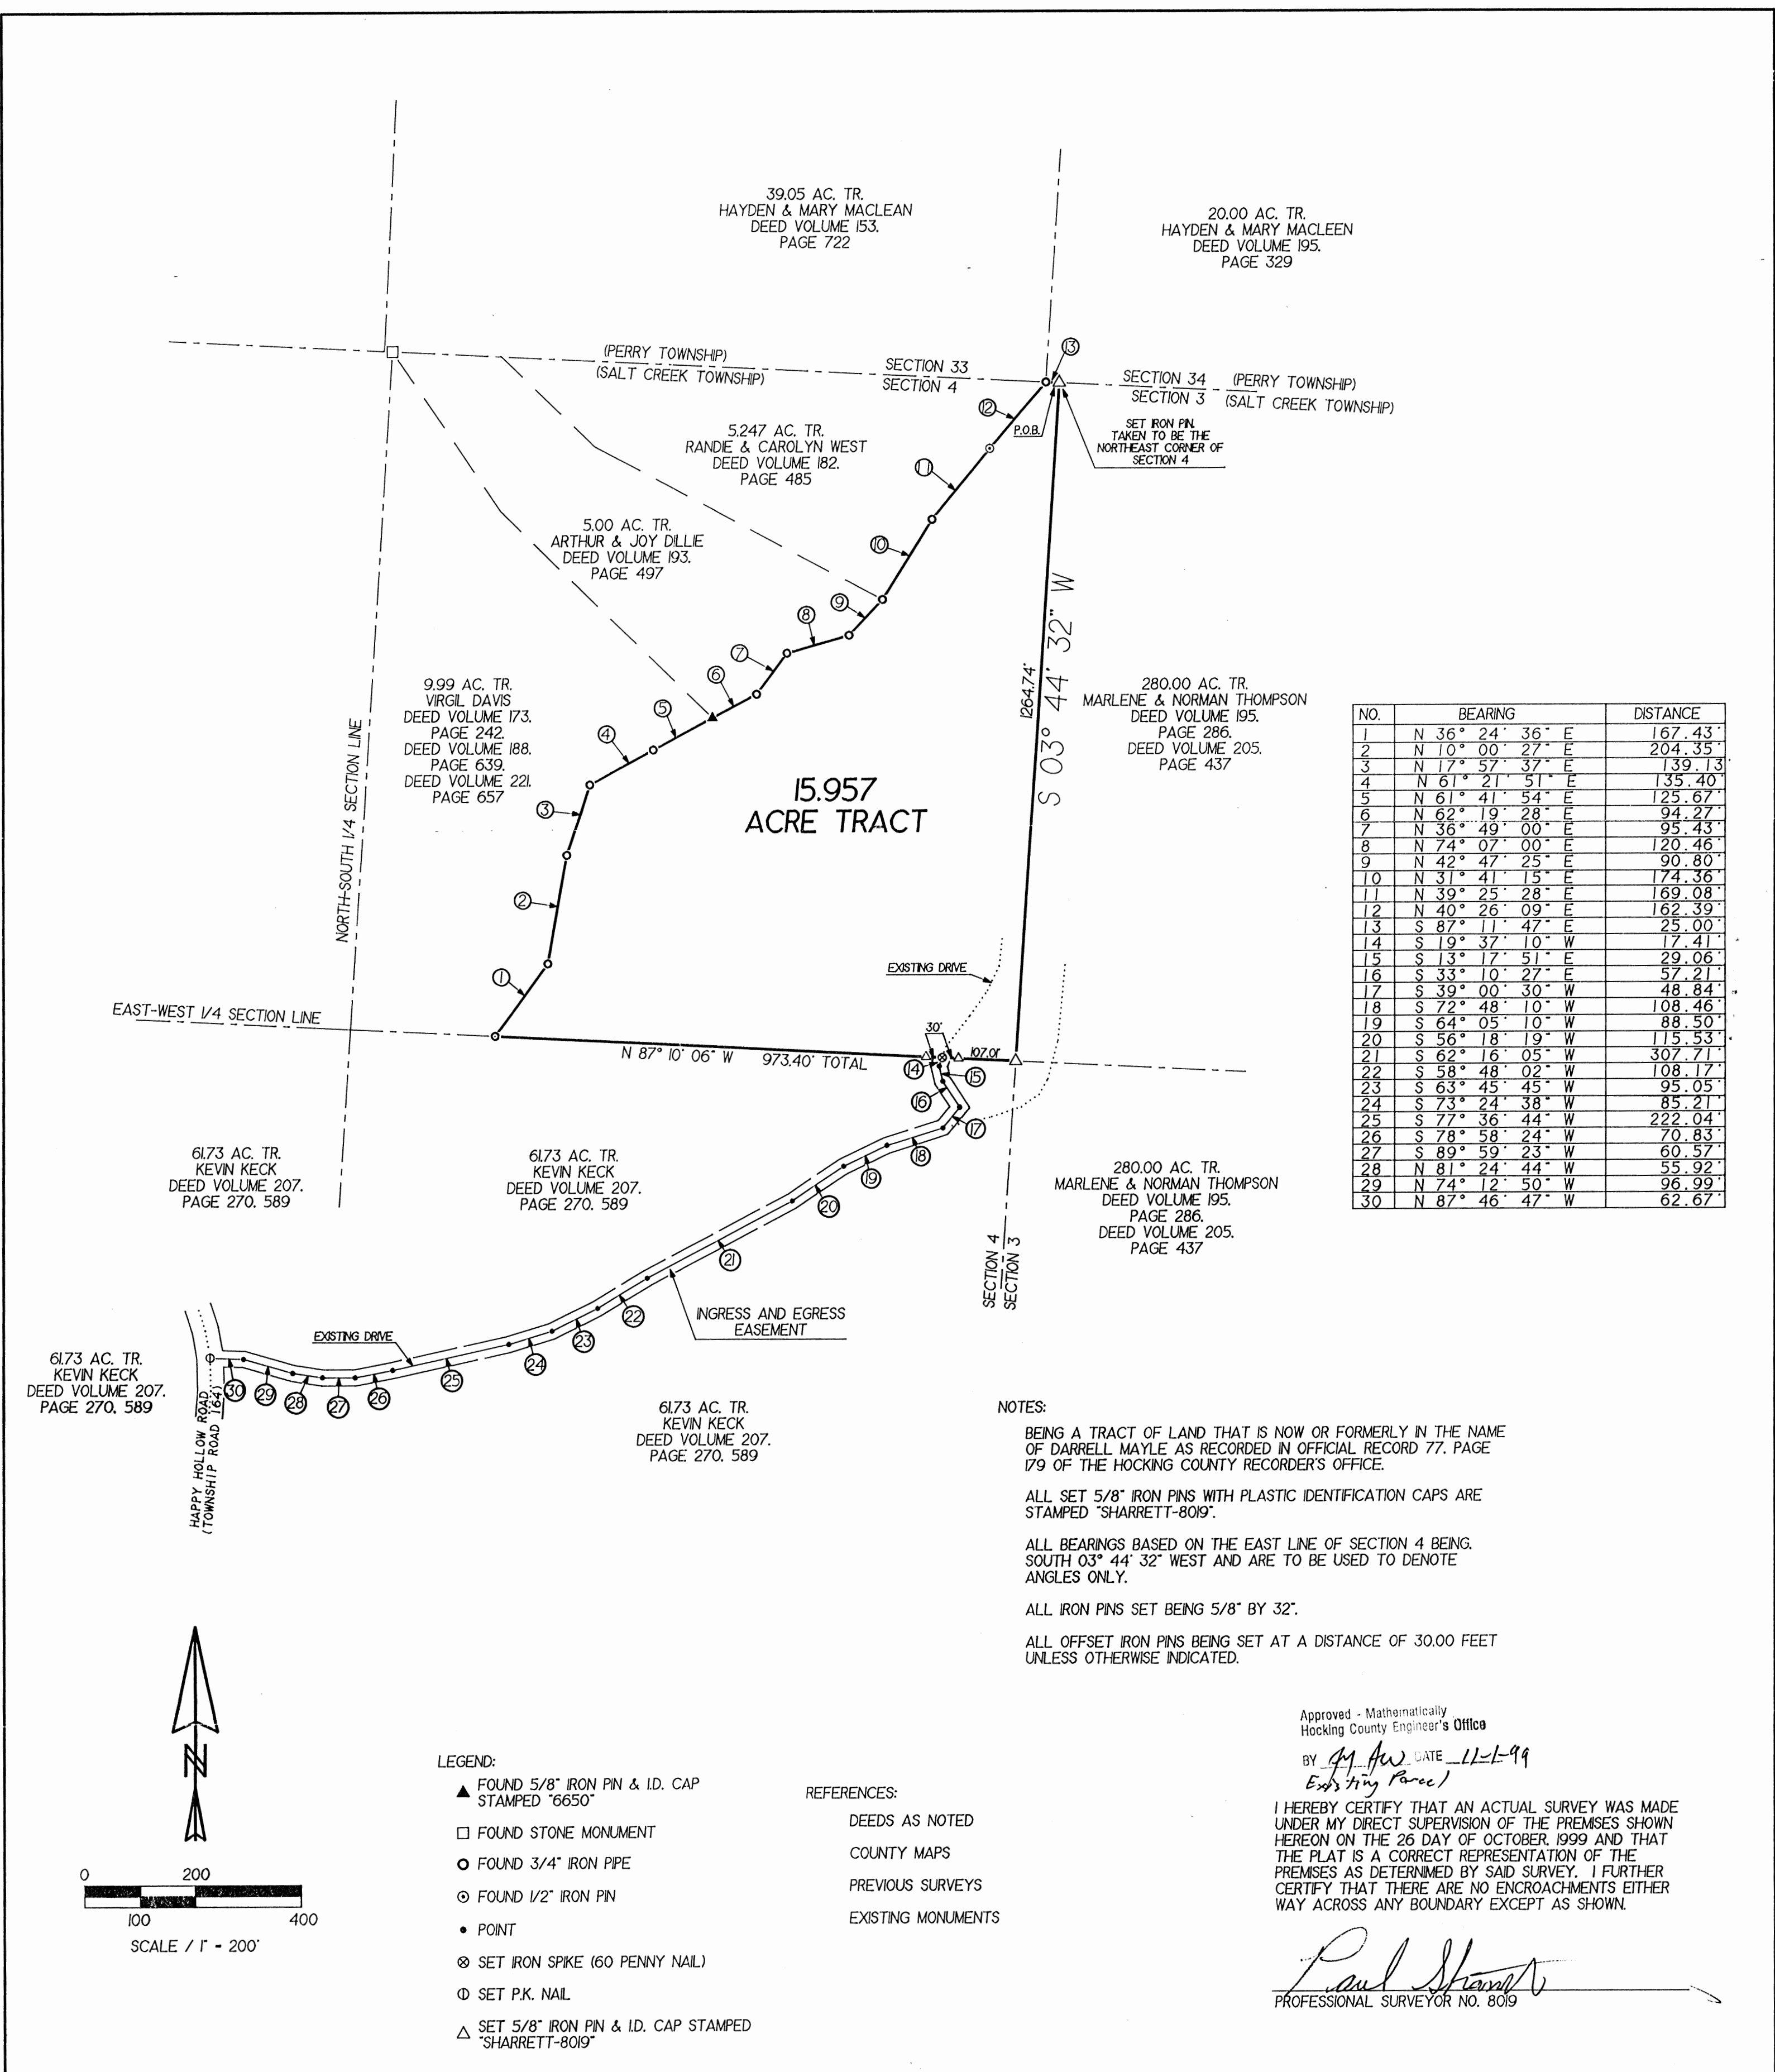 39.05 AC. TR.
HAYDEN & MARY MACLEAN
DEED VOLUME 153.
PAGE 722
20.00 AC. TR.
HAYDEN & MARY MACLEEN
DEED VOLUME 195.
PAGE 329
(PERRY TOWNSHIP)
(SALT CREEK TOWNSHIP)
SECTION 33
SECTION 4
13
SECTION 34
SECTION 3
(PERRY TOWNSHIP)
(SALT CREEK TOWNSHIP)
12
P.O.B.
SET IRON PIN.
TAKEN TO BE THE
NORTHEAST CORNER OF
SECTION 4
5.247 AC. TR.
RANDIE & CAROLYN WEST
DEED VOLUME 182.
PAGE 485
11
5.00 AC. TR.
ARTHUR & JOY DILLIE
DEED VOLUME 193.
PAGE 497
10
9
8
7
6
5
4
3
2
1
9.99 AC. TR.
VIRGIL DAVIS
DEED VOLUME 173.
PAGE 242.
DEED VOLUME 188.
PAGE 639.
DEED VOLUME 221.
PAGE 657
15.957
ACRE TRACT
1264.74'
S 03° 44' 32" W
280.00 AC. TR.
MARLENE & NORMAN THOMPSON
DEED VOLUME 195.
PAGE 286.
DEED VOLUME 205.
PAGE 437
NORTH-SOUTH 1/4 SECTION LINE
EAST-WEST 1/4 SECTION LINE
EXISTING DRIVE
30'
107.01'
N 87° 10' 06" W 973.40' TOTAL
NO. BEARING DISTANCE
1 N 36° 24' 36" E 167.43'
2 N 10° 00' 27" E 204.35'
3 N 17° 57' 37" E 139.13'
4 N 61° 21' 51" E 135.40'
5 N 61° 41' 54" E 125.67'
6 N 62° 19' 28" E 94.27'
7 N 36° 49' 00" E 95.43'
8 N 74° 07' 00" E 120.46'
9 N 42° 47' 25" E 90.80'
10 N 31° 41' 15" E 174.36'
11 N 39° 25' 28" E 169.08'
12 N 40° 26' 09" E 162.39'
13 S 87° 11' 47" E 25.00'
14 S 19° 37' 10" W 17.41'
15 S 13° 17' 51" E 29.06'
16 S 33° 10' 27" E 57.21'
17 S 39° 00' 30" W 48.84'
18 S 72° 48' 10" W 108.46'
19 S 64° 05' 10" W 88.50'
20 S 56° 18' 19" W 115.53'
21 S 62° 16' 05" W 307.71'
22 S 58° 48' 02" W 108.17'
23 S 63° 45' 45" W 95.05'
24 S 73° 24' 38" W 85.21'
25 S 77° 36' 44" W 222.04'
26 S 78° 58' 24" W 70.83'
27 S 89° 59' 23" W 60.57'
28 N 81° 24' 44" W 55.92'
29 N 74° 12' 50" W 96.99'
30 N 87° 46' 47" W 62.67'
14
15
16
17
18
19
20
21
22
23
24
25
26
27
28
29
30
61.73 AC. TR.
KEVIN KECK
DEED VOLUME 207.
PAGE 270. 589
61.73 AC. TR.
KEVIN KECK
DEED VOLUME 207.
PAGE 270. 589
280.00 AC. TR.
MARLENE & NORMAN THOMPSON
DEED VOLUME 195.
PAGE 286.
DEED VOLUME 205.
PAGE 437
SECTION 4
SECTION 3
INGRESS AND EGRESS
EASEMENT
EXISTING DRIVE
61.73 AC. TR.
KEVIN KECK
DEED VOLUME 207.
PAGE 270. 589
HAPPY HOLLOW ROAD
(TOWNSHIP ROAD 164)
61.73 AC. TR.
KEVIN KECK
DEED VOLUME 207.
PAGE 270. 589
NOTES:
BEING A TRACT OF LAND THAT IS NOW OR FORMERLY IN THE NAME
OF DARRELL MAYLE AS RECORDED IN OFFICIAL RECORD 77. PAGE
179 OF THE HOCKING COUNTY RECORDER'S OFFICE.
ALL SET 5/8" IRON PINS WITH PLASTIC IDENTIFICATION CAPS ARE
STAMPED "SHARRETT-8019".
ALL BEARINGS BASED ON THE EAST LINE OF SECTION 4 BEING.
SOUTH 03° 44' 32" WEST AND ARE TO BE USED TO DENOTE
ANGLES ONLY.
ALL IRON PINS SET BEING 5/8" BY 32".
ALL OFFSET IRON PINS BEING SET AT A DISTANCE OF 30.00 FEET
UNLESS OTHERWISE INDICATED.
N
0 200
100 400
SCALE / 1" - 200'
LEGEND:
FOUND 5/8" IRON PIN & I.D. CAP
STAMPED "6650"
FOUND STONE MONUMENT
FOUND 3/4" IRON PIPE
FOUND 1/2" IRON PIN
POINT
SET IRON SPIKE (60 PENNY NAIL)
SET P.K. NAIL
SET 5/8" IRON PIN & I.D. CAP STAMPED
"SHARRETT-8019"
REFERENCES:
DEEDS AS NOTED
COUNTY MAPS
PREVIOUS SURVEYS
EXISTING MONUMENTS
Approved - Mathematically
Hocking County Engineer's Office
BY DATE 11-1-99
Existing Parcel
I HEREBY CERTIFY THAT AN ACTUAL SURVEY WAS MADE
UNDER MY DIRECT SUPERVISION OF THE PREMISES SHOWN
HEREON ON THE 26 DAY OF OCTOBER, 1999 AND THAT
THE PLAT IS A CORRECT REPRESENTATION OF THE
PREMISES AS DETERNIMED BY SAID SURVEY. I FURTHER
CERTIFY THAT THERE ARE NO ENCROACHMENTS EITHER
WAY ACROSS ANY BOUNDARY EXCEPT AS SHOWN.
PROFESSIONAL SURVEYOR NO. 8019